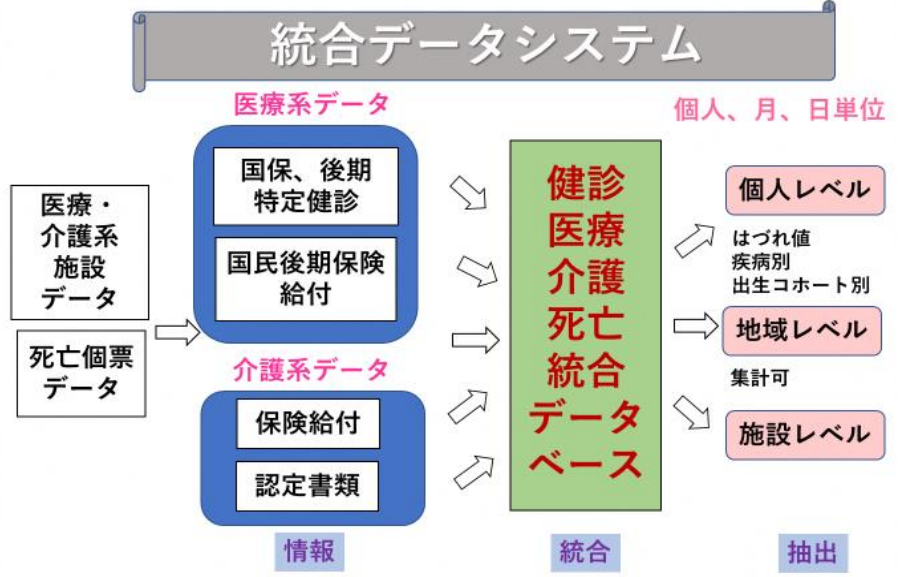 統合データシステム
医療系データ
個人、月、日単位
医療・
介護系
施設
データ
死亡個票
データ
国保、後期
特定健診
国民後期保険
給付
介護系データ
保険給付
認定書類
健診
医療
介護
死亡
統合
データ
ベース
個人レベル
はづれ値
疾病別
出生コホート別
地域レベル
集計可
施設レベル
情報
統合
抽出